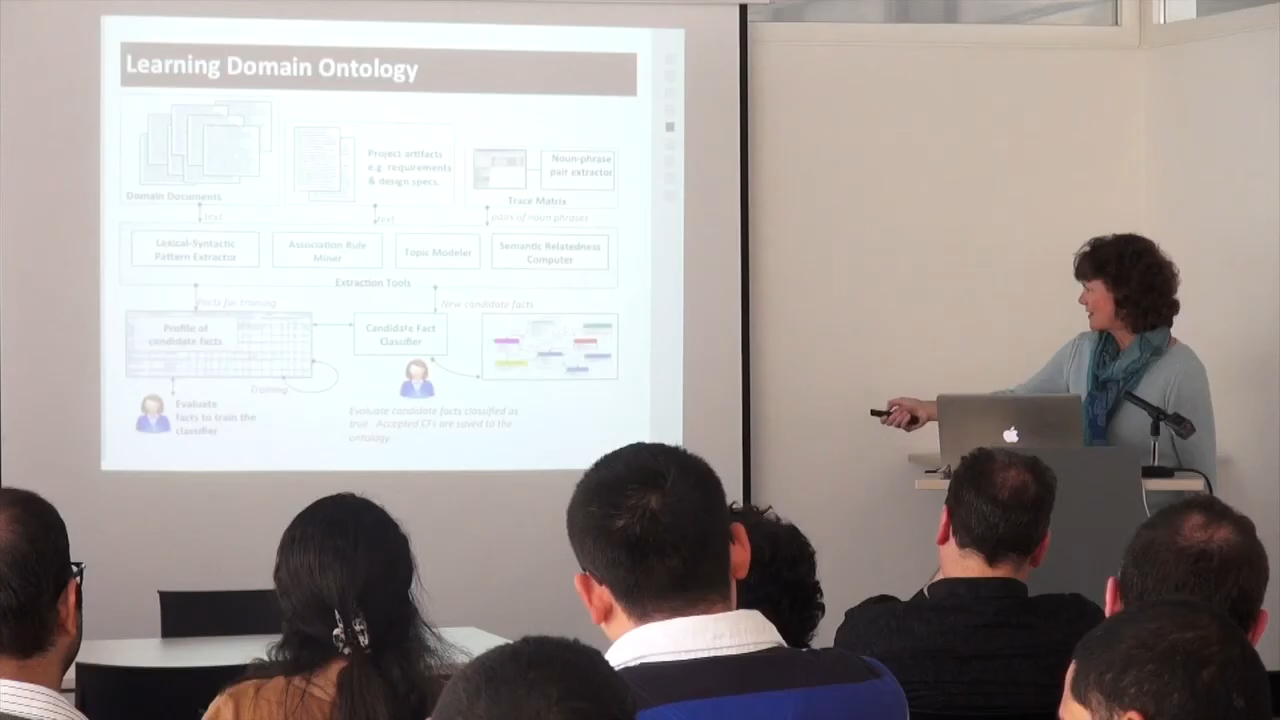 Learning Domain Ontology
Project artifacts
e.g. requirements
& design specs.
Noun-phrase
pair extractor
Domain Documents
Trace Matrix
text
text
pairs of noun phrases
Lexical-Syntactic
Pattern Extractor
Association Rule
Miner
Topic Modeler
Semantic Relatedness
Computer
Extraction Tools
Facts for training
New candidate facts
Profile of
candidate facts
Candidate Fact
Classifier
Training
Evaluate
facts to train the
classifier
Evaluate candidate facts classified as
true. Accepted CFs are saved to the
ontology.